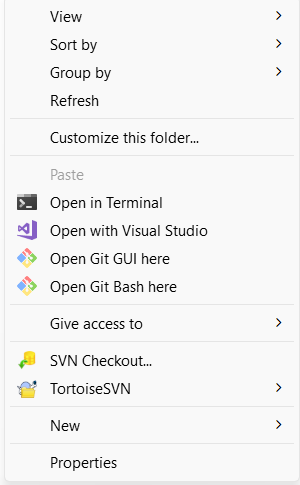 View
Sort by
Group by
Refresh
Customize this folder...
Paste
Open in Terminal
Open with Visual Studio
Open Git GUI here
Open Git Bash here
Give access to
SVN Checkout...
TortoiseSVN
New
Properties